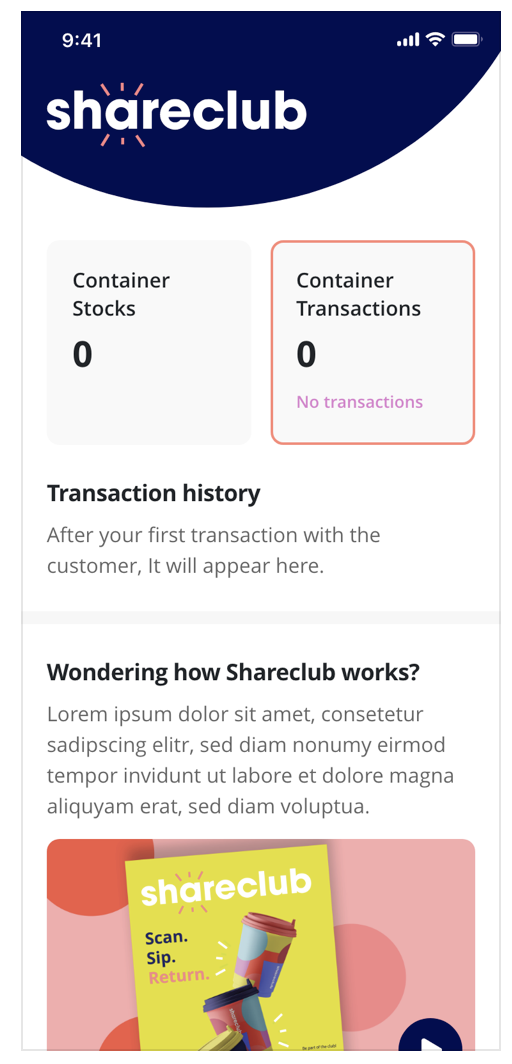 9:41
shareclub
Container
Stocks
0
Container
Transactions
0
No transactions
Transaction history
After your first transaction with the
customer, It will appear here.
Wondering how Shareclub works?
Lorem ipsum dolor sit amet, consetetur
sadipscing elitr, sed diam nonumy eirmod
tempor invidunt ut labore et dolore magna
aliquyam erat, sed diam voluptua.
shareclub
Scan.
Sip.
Return.
Be part of the club!